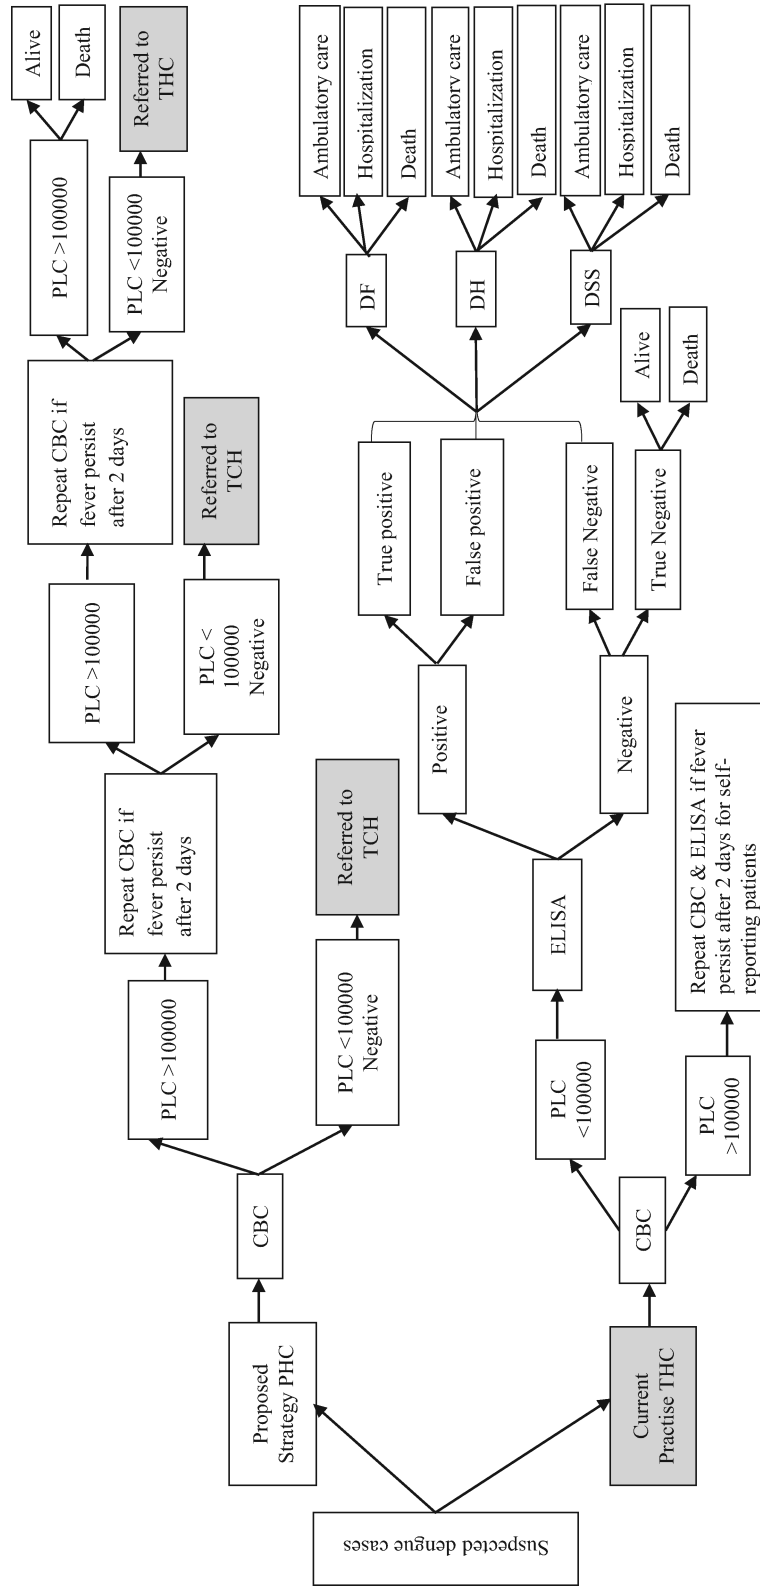 Suspected dengue cases
Proposed
Strategy PHC
CBC
PLC >100000
Repeat CBC if
fever persist
after 2 days
PLC >100000
Repeat CBC if
fever persist
after 2 days
PLC >100000
Alive
Death
PLC <100000
Negative
Referred to
THC
PLC <
100000
Negative
Referred to
TCH
PLC <100000
Negative
Referred to
TCH
Current
Practise THC
CBC
PLC
<100000
ELISA
Positive
True positive
False positive
Negative
False Negative
True Negative
DF
Ambulatory care
Hospitalization
Death
DH
Ambulatory care
Hospitalization
Death
DSS
Ambulatory care
Hospitalization
Death
Alive
Death
PLC
>100000
Repeat CBC & ELISA if fever
persist after 2 days for self-
reporting patients